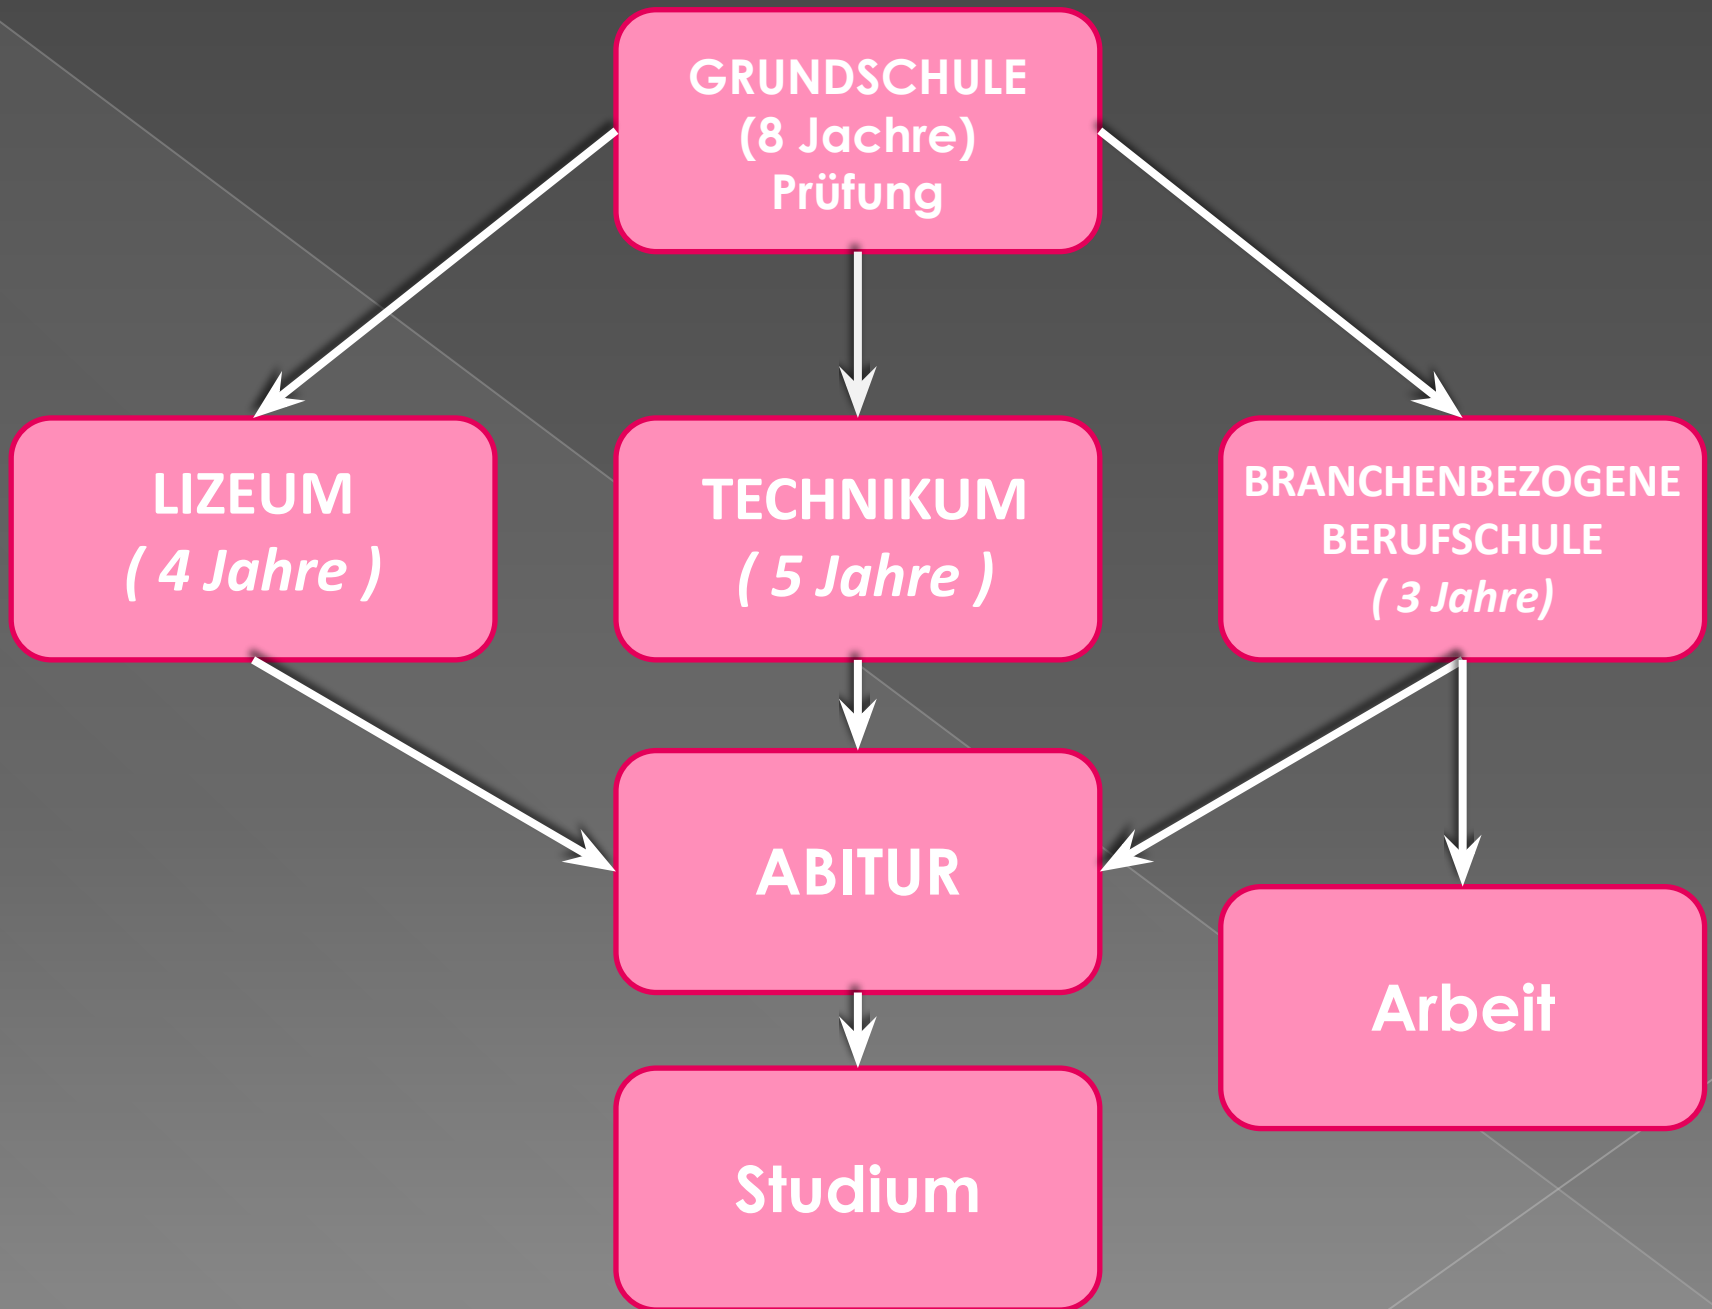 GRUNDSCHULE
(8 Jachre)
Prüfung
LIZEUM
( 4 Jahre )
TECHNIKUM
( 5 Jahre )
BRANCHENBEZOGENE
BERUFSCHULE
( 3 Jahre)
ABITUR
Arbeit
Studium